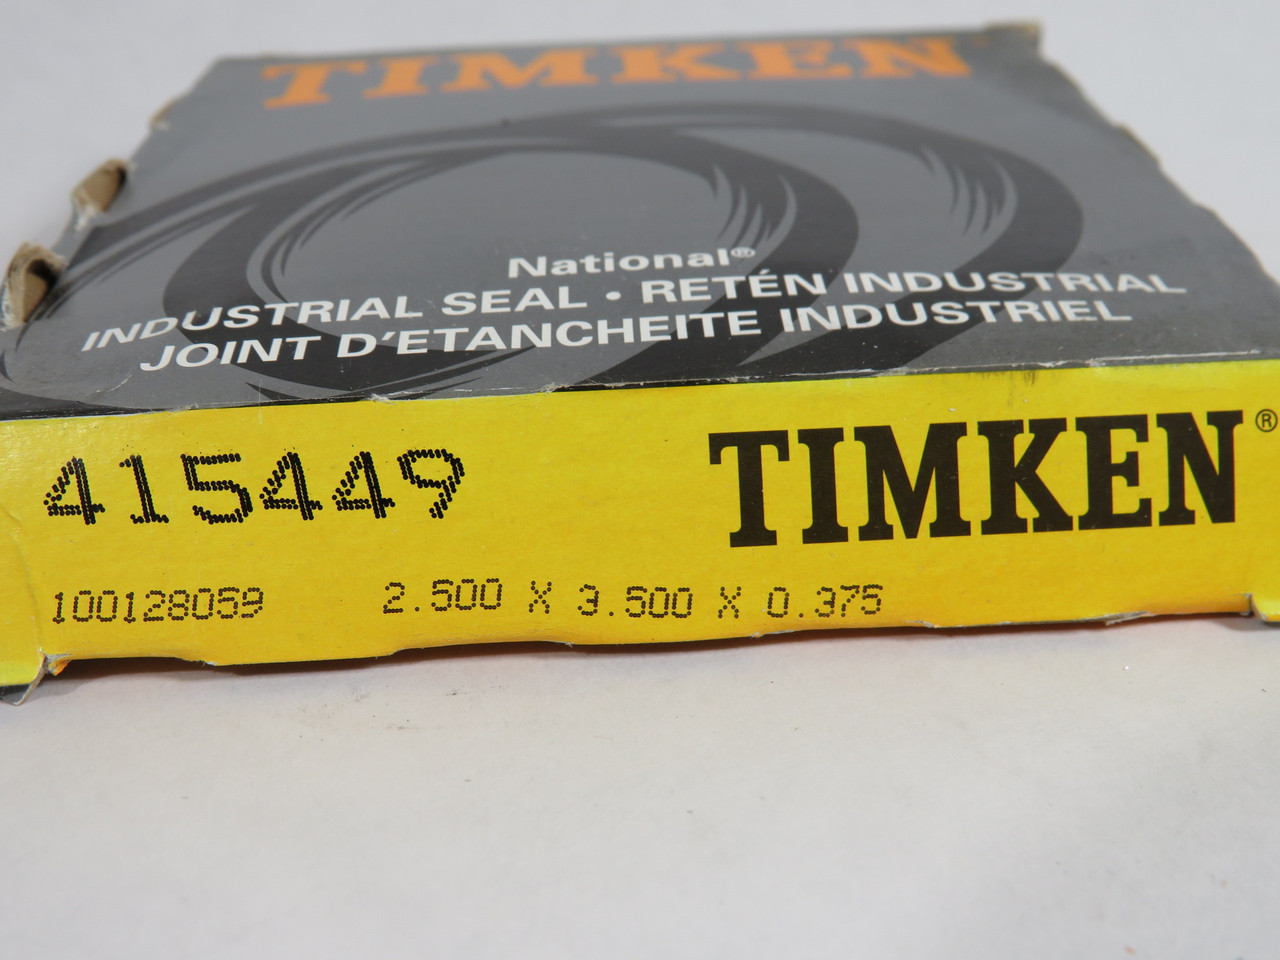 TIMKEN
National®
INDUSTRIAL SEAL • RETÉN INDUSTRIAL
JOINT D'ETANCHEITE INDUSTRIEL
415449
TIMKEN®
100128059 2.500 X 3.500 X 0.375